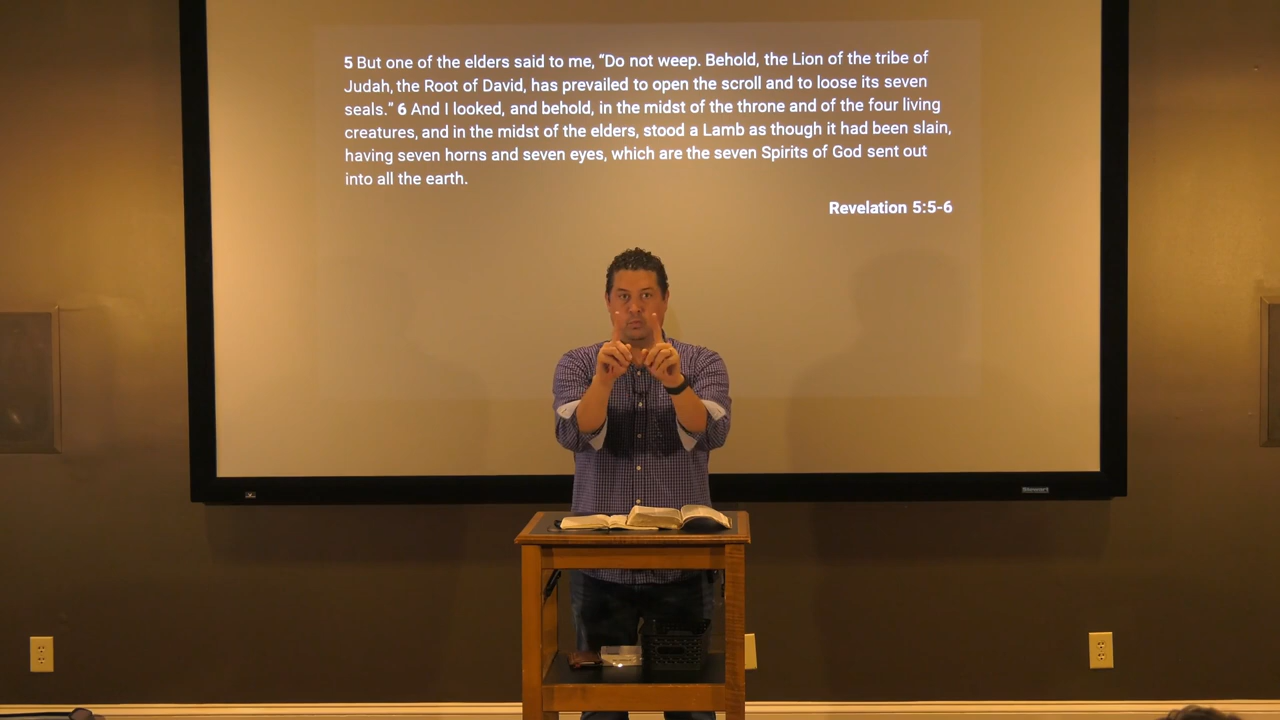 5 But one of the elders said to me, “Do not weep. Behold, the Lion of the tribe of
Judah, the Root of David, has prevailed to open the scroll and to loose its seven
seals.” 6 And I looked, and behold, in the midst of the throne and of the four living
creatures, and in the midst of the elders, stood a Lamb as though it had been slain,
having seven horns and seven eyes, which are the seven Spirits of God sent out
into all the earth.
Revelation 5:5-6
Stewart